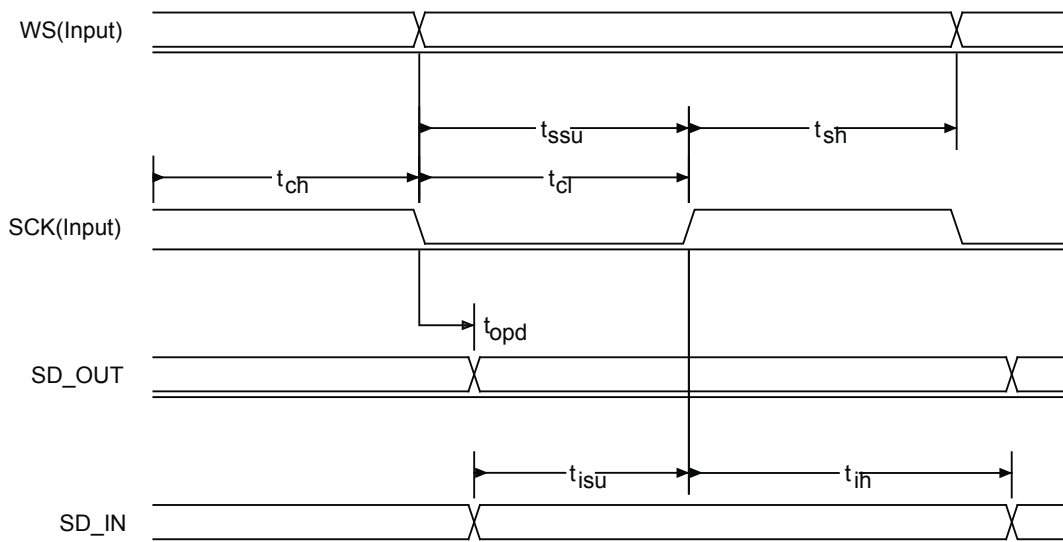 WS(Input)
tssu
tsh
tch
tcl
SCK(Input)
topd
SD_OUT
tisu
tih
SD_IN